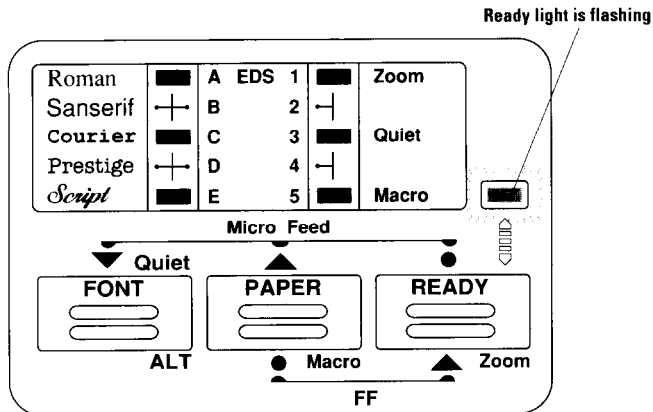 Ready light is flashing
Roman A EDS 1 Zoom
Sanserif B 2
Courier C 3 Quiet
Prestige D 4
Script E 5 Macro
Micro Feed
Quiet
FONT PAPER READY
ALT Macro Zoom
FF